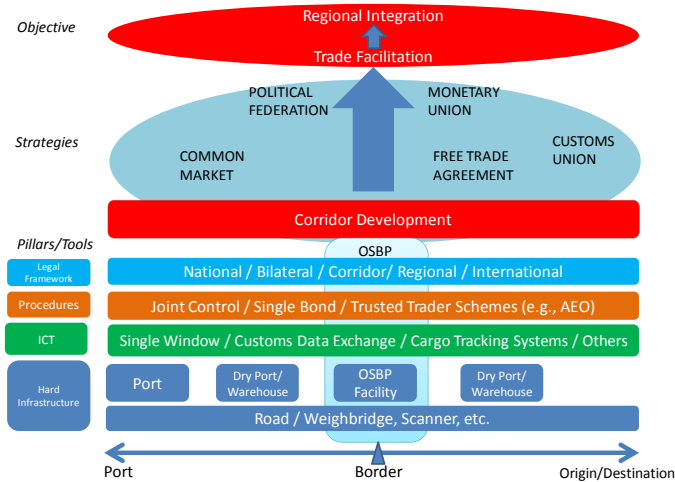 Objective
Regional Integration
Trade Facilitation
Strategies
POLITICAL
FEDERATION
MONETARY
UNION
COMMON
MARKET
FREE TRADE
AGREEMENT
CUSTOMS
UNION
Corridor Development
Pillars/Tools
OSBP
Legal
Framework
National / Bilateral / Corridor/ Regional / International
Procedures
Joint Control / Single Bond / Trusted Trader Schemes (e.g., AEO)
ICT
Single Window / Customs Data Exchange / Cargo Tracking Systems / Others
Hard
Infrastructure
Port
Dry Port/
Warehouse
OSBP
Facility
Dry Port/
Warehouse
Road / Weighbridge, Scanner, etc.
Port
Border
Origin/Destination